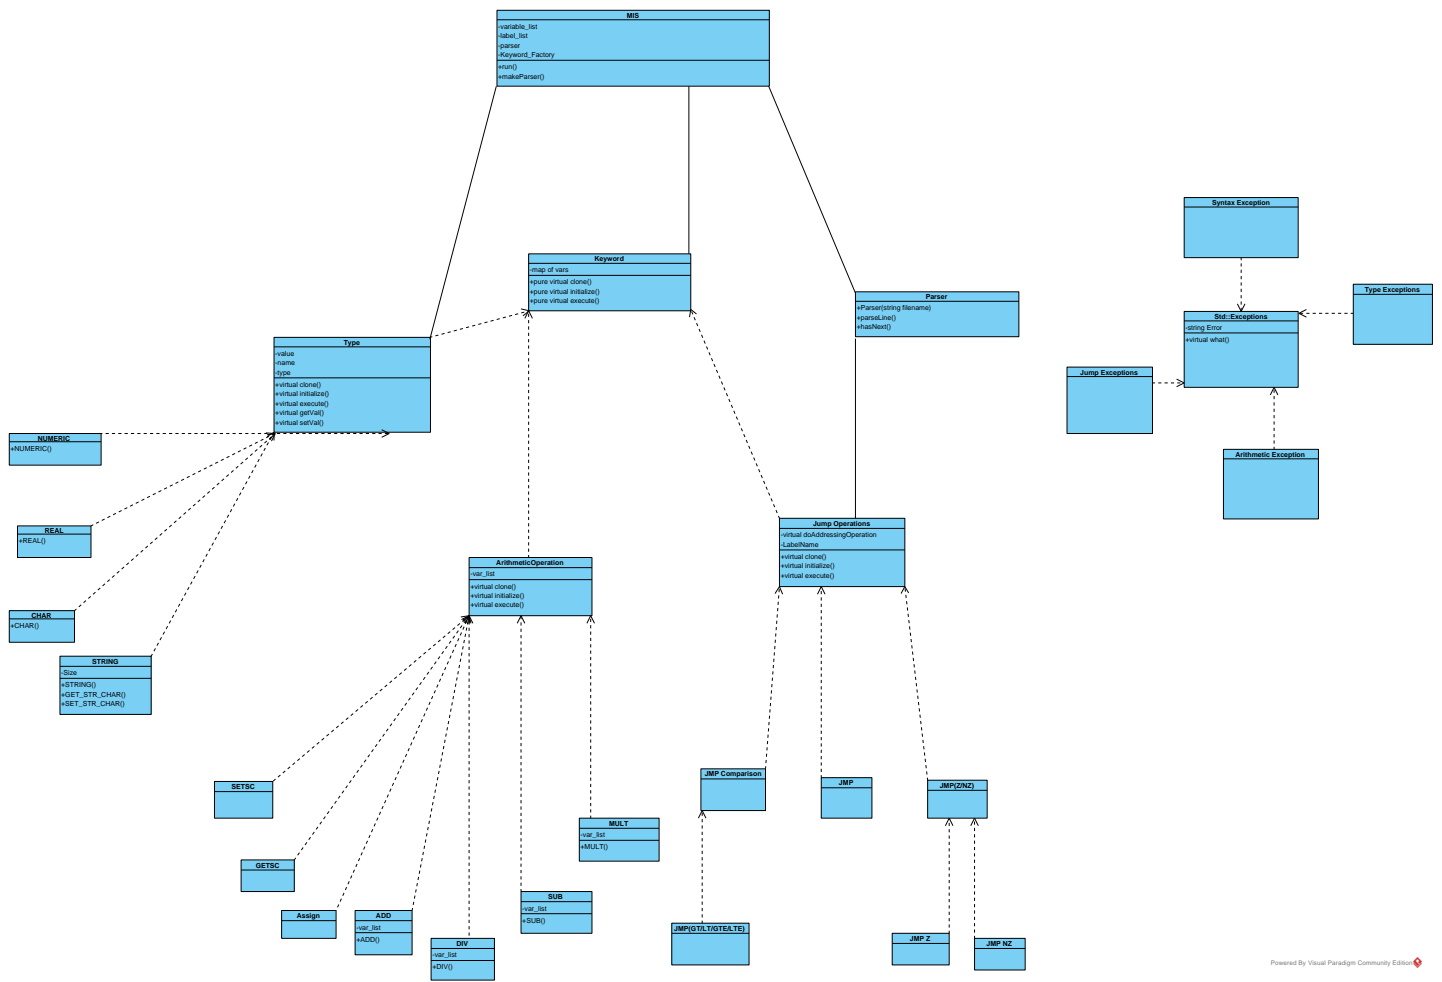 MIS
-variable_list
-label_list
-parser
-Keyword_Factory
+run()
+makeParser()
Keyword
-map of vars
+pure virtual clone()
+pure virtual initialize()
+pure virtual execute()
Parser
+Parser(string filename)
+parseLine()
+hasNext()
Type
-value
-name
-type
+virtual clone()
+virtual initialize()
+virtual execute()
+virtual getVal()
+virtual setVal()
NUMERIC
+NUMERIC()
REAL
+REAL()
CHAR
+CHAR()
STRING
-Size
+STRING()
+GET_STR_CHAR()
+SET_STR_CHAR()
ArithmeticOperation
-var_list
+virtual clone()
+virtual initialize()
+virtual execute()
Jump Operations
-virtual doAddressingOperation
-LabelName
+virtual clone()
+virtual initialize()
+virtual execute()
SETSC
GETSC
Assign
ADD
-var_list
+ADD()
DIV
-var_list
+DIV()
SUB
-var_list
+SUB()
MULT
-var_list
+MULT()
JMP Comparison
JMP
JMP(Z/NZ)
JMP(GT/LT/GTE/LTE)
JMP Z
JMP NZ
Syntax Exception
Type Exceptions
Std::Exceptions
-string Error
+virtual what()
Jump Exceptions
Arithmetic Exception
Powered By Visual Paradigm Community Edition